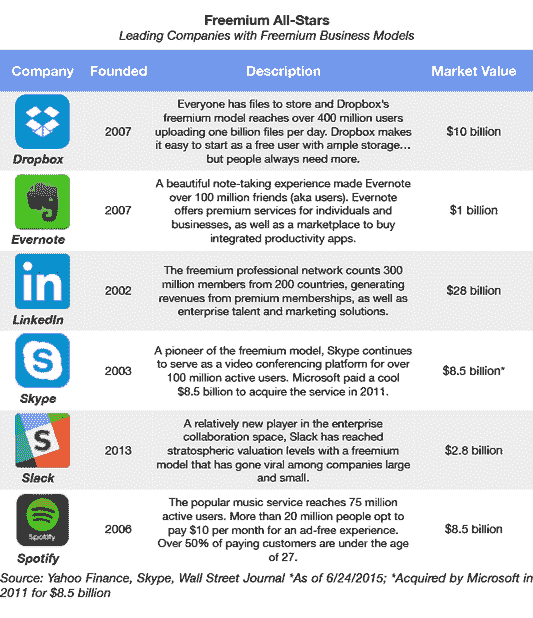 Freemium All-Stars
Leading Companies with Freemium Business Models
Company Founded Description Market Value
Everyone has files to store and Dropbox's
freemium model reaches over 400 million users
uploading one billion files per day. Dropbox makes
it easy to start as a free user with ample storage...
but people always need more.
Dropbox
2007
$10 billion
A beautiful note-taking experience made Evernote
over 100 million friends (aka users). Evernote
offers premium services for individuals and
businesses, as well as a marketplace to buy
integrated productivity apps.
Evernote
2007
$1 billion
in
The freemium professional network counts 300
million members from 200 countries, generating
revenues from premium memberships, as well as
enterprise talent and marketing solutions.
LinkedIn
2002
$28 billion
S
A pioneer of the freemium model, Skype continues
to serve as a video conferencing platform for over
100 million active users. Microsoft paid a cool
$8.5 billion to acquire the service in 2011.
Skype
2003
$8.5 billion*
S
A relatively new player in the enterprise
collaboration space, Slack has reached
stratospheric valuation levels with a freemium
model that has gone viral among companies large
and small.
Slack
2013
$2.8 billion
Spotify
The popular music service reaches 75 million
active users. More than 20 million people opt to
pay $10 per month for an ad-free experience.
Over 50% of paying customers are under the age
of 27.
Spotify
2006
$8.5 billion
Source: Yahoo Finance, Skype, Wall Street Journal *As of 6/24/2015; *Acquired by Microsoft in
2011 for $8.5 billion